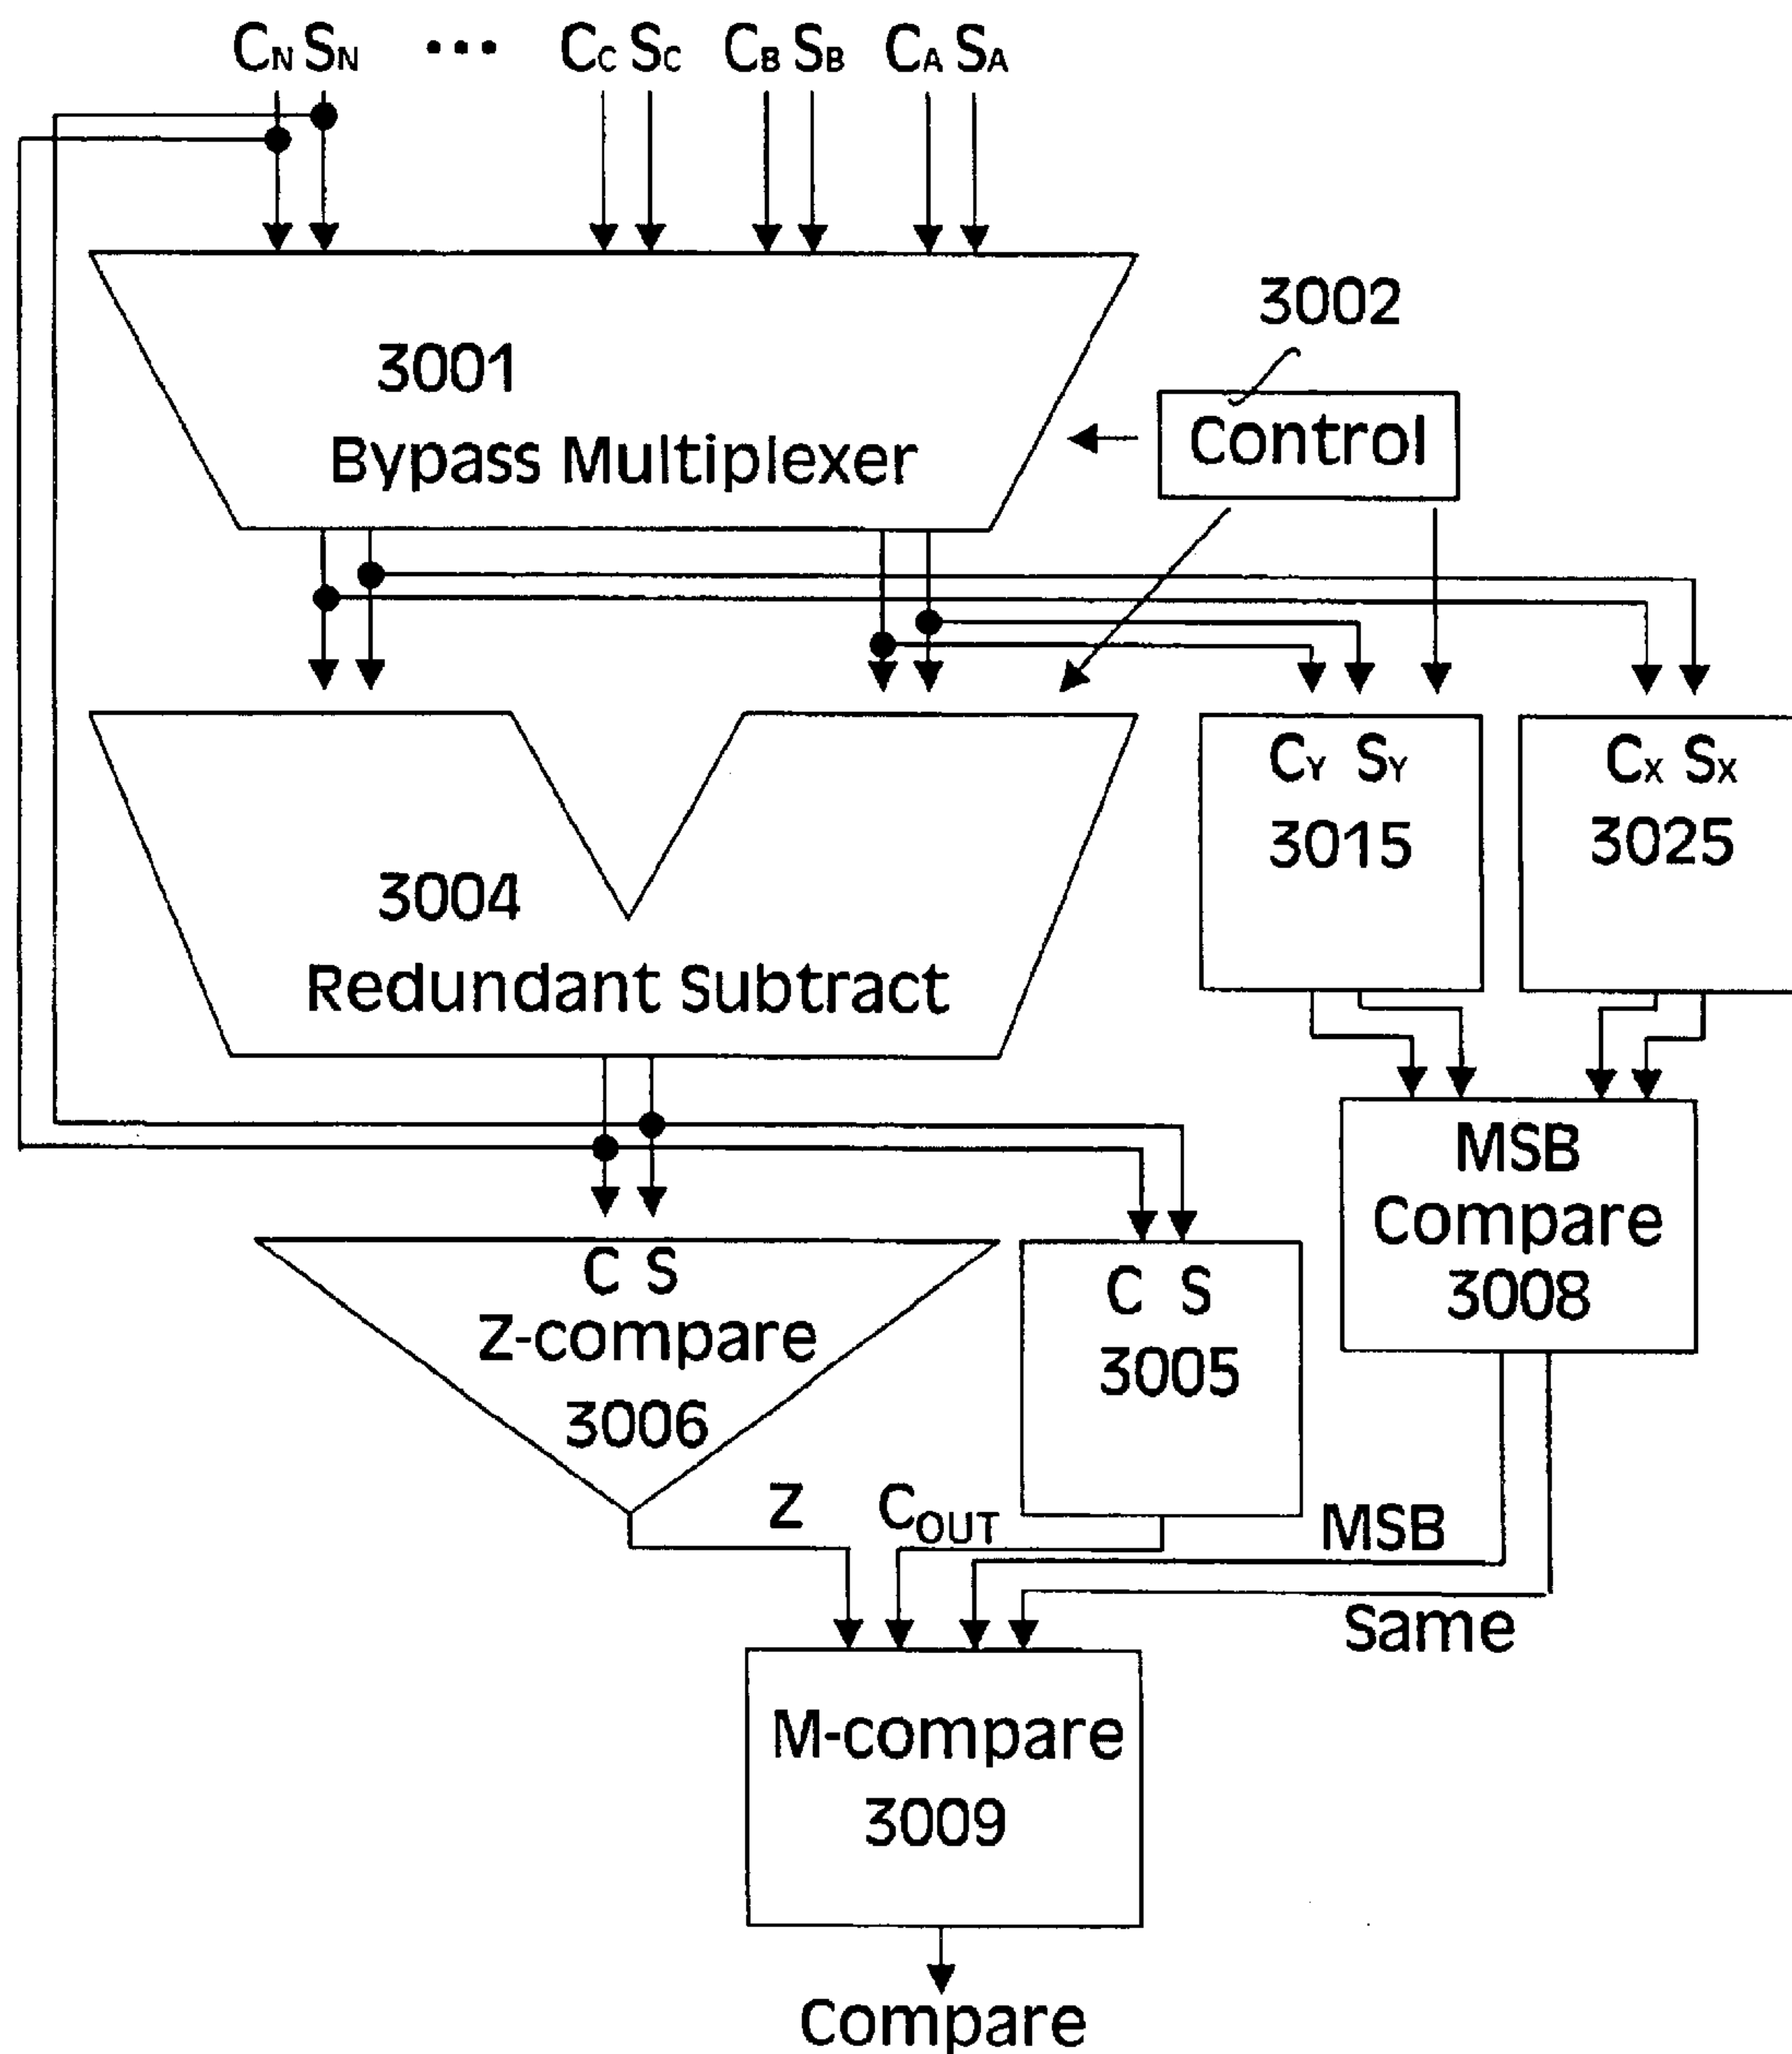 CN SN ••• CC SC CB SB CA SA
3002
3001
Bypass Multiplexer
Control
CY SY
3015
CX SX
3025
3004
Redundant Subtract
MSB
Compare
3008
C S
Z-compare
3006
C S
3005
Z
COUT
MSB
Same
M-compare
3009
Compare